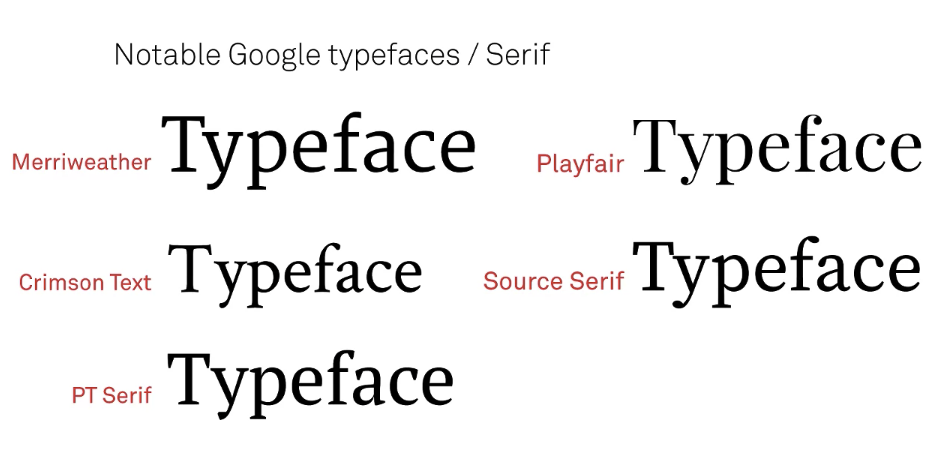 Notable Google typefaces / Serif
Merriweather Typeface
Playfair Typeface
Crimson Text Typeface
Source Serif Typeface
PT Serif Typeface